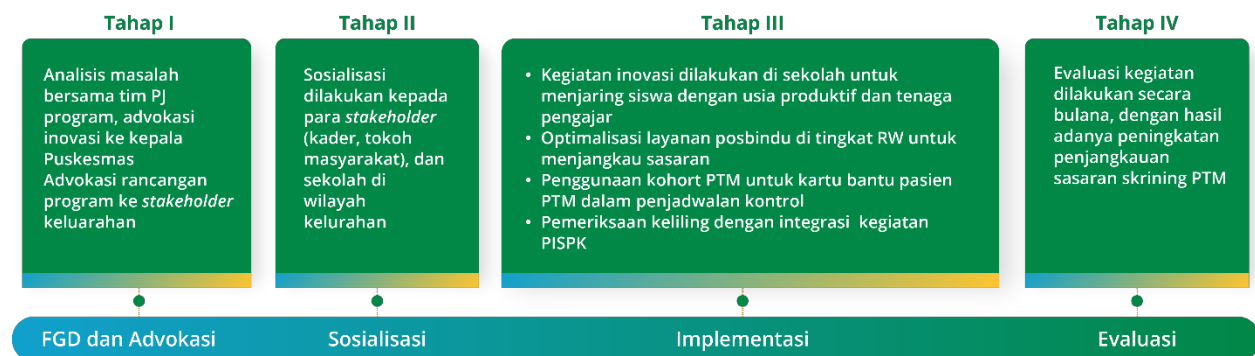 Tahap I
Analisis masalah
bersama tim PJ
program, advokasi
inovasi ke kepala
Puskesmas
Advokasi rancangan
program ke stakeholder
keluarahan
Tahap II
Sosialisasi
dilakukan kepada
para stakeholder
(kader, tokoh
masyarakat), dan
sekolah di
wilayah
kelurahan
Tahap III
• Kegiatan inovasi dilakukan di sekolah untuk
menjaring siswa dengan usia produktif dan tenaga
pengajar
• Optimalisasi layanan posbindu di tingkat RW untuk
menjangkau sasaran
• Penggunaan kohort PTM untuk kartu bantu pasien
PTM dalam penjadwalan kontrol
• Pemeriksaan keliling dengan integrasi kegiatan
PISPK
Tahap IV
Evaluasi kegiatan
dilakukan secara
bulana, dengan hasil
adanya peningkatan
penjangkauan
sasaran skrining PTM
FGD dan Advokasi
Sosialisasi
Implementasi
Evaluasi